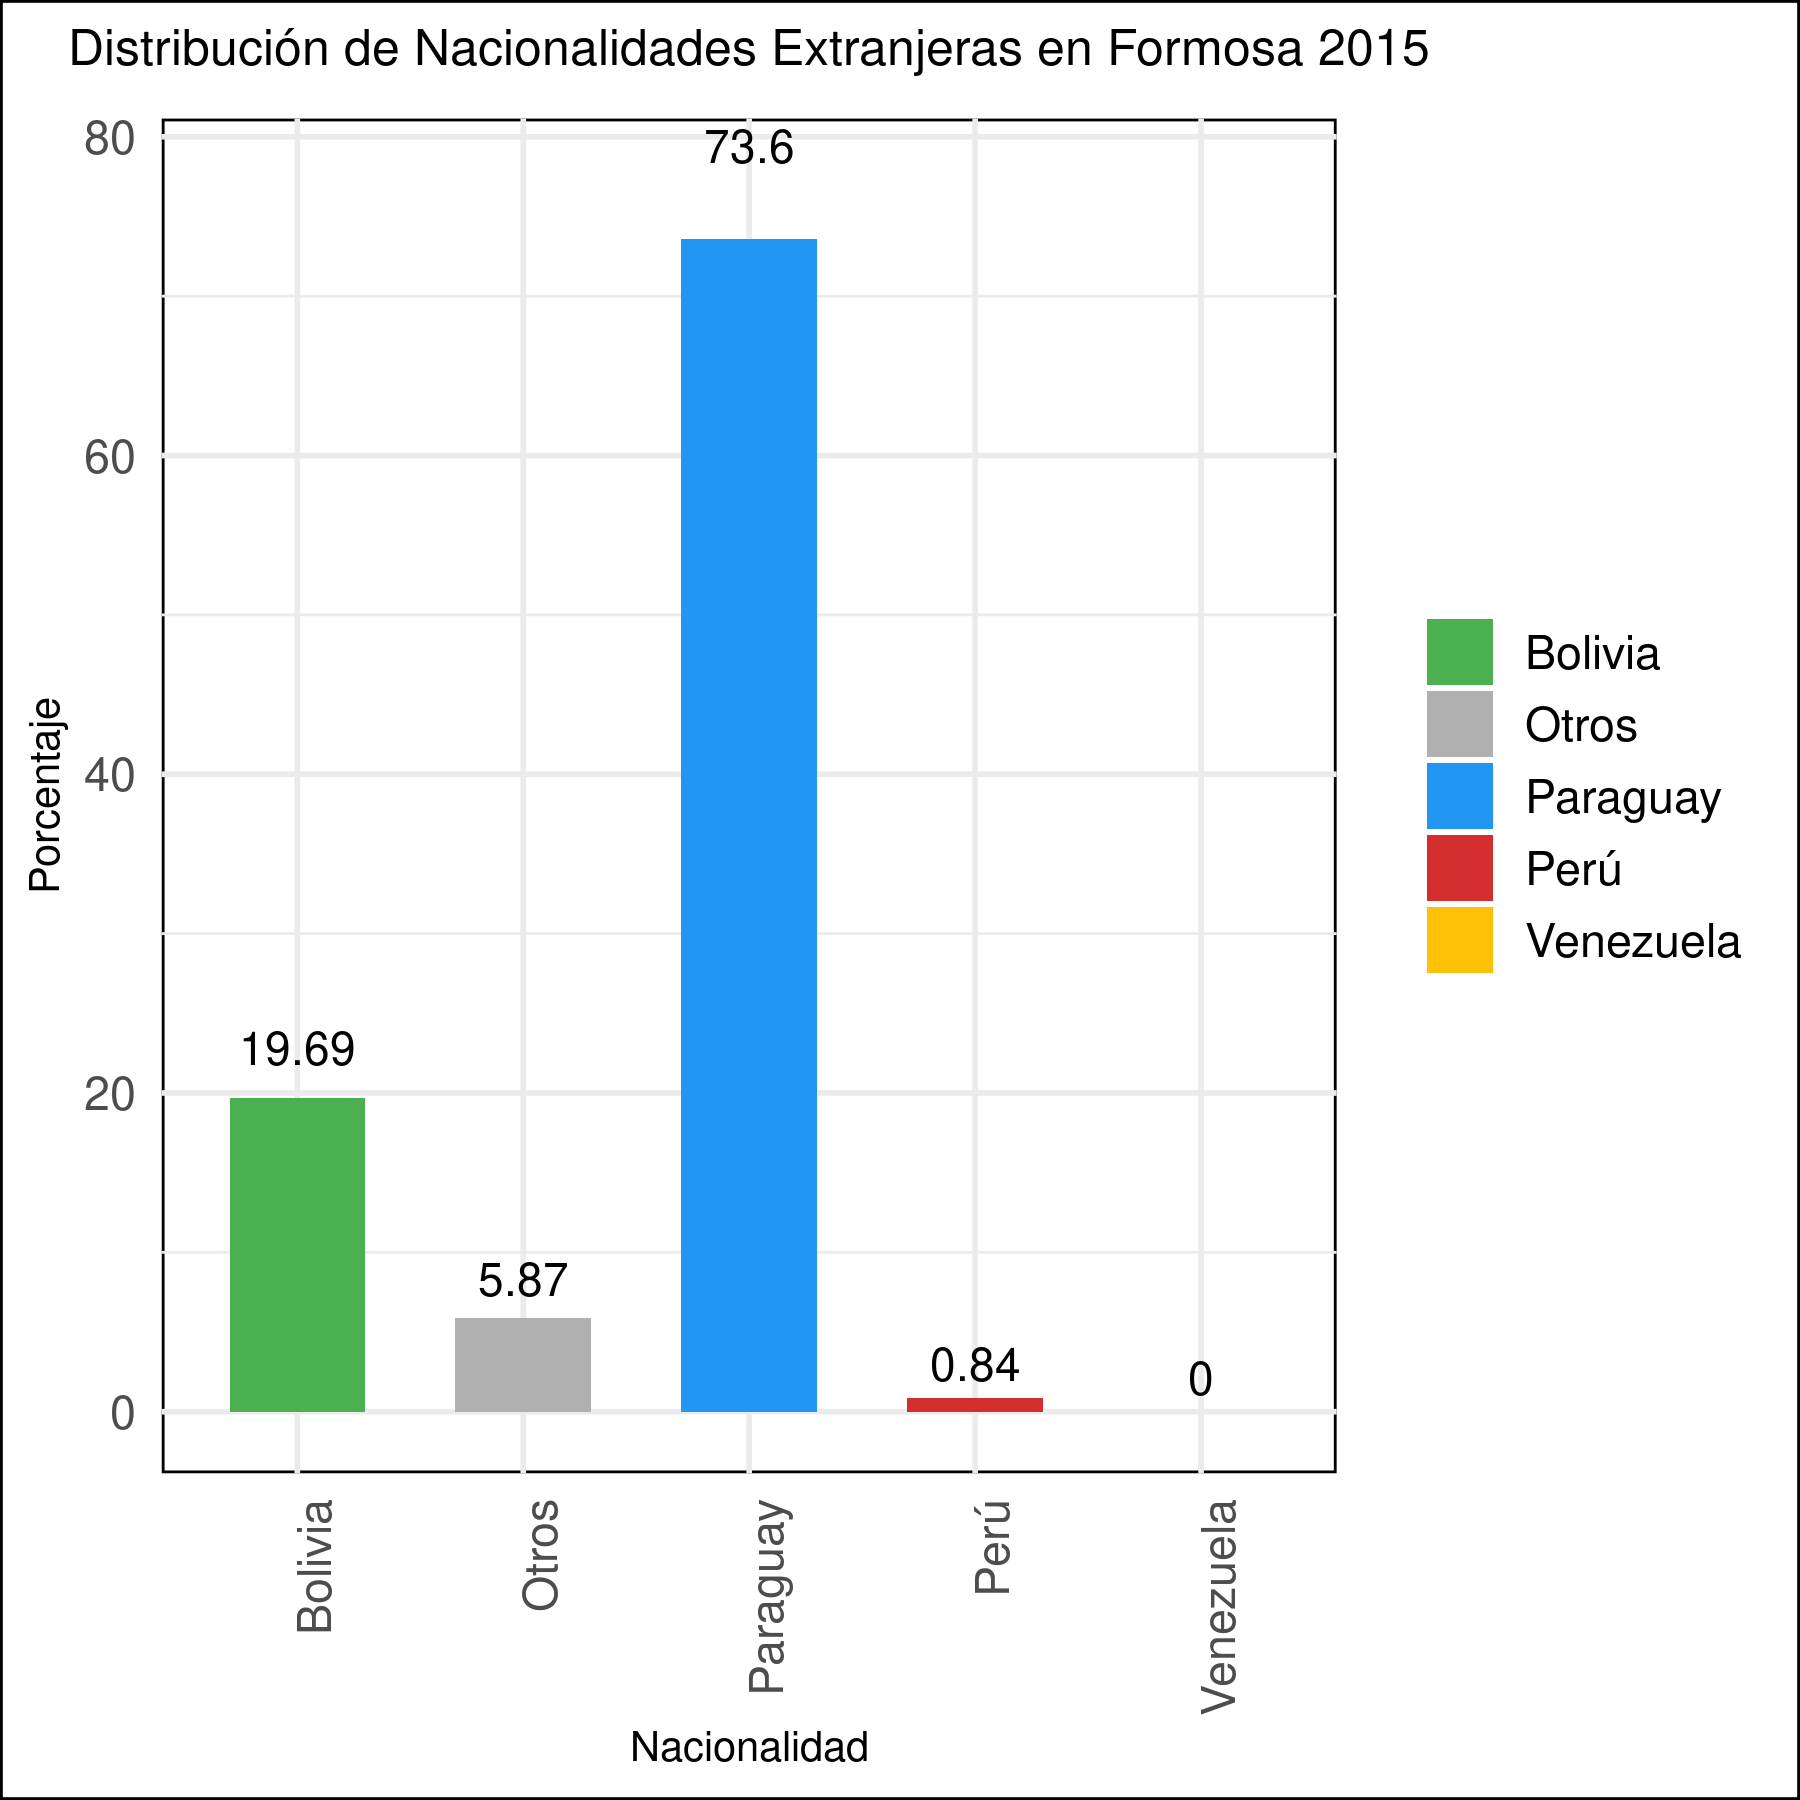 Distribución de Nacionalidades Extranjeras en Formosa 2015
Porcentaje
80
60
40
20
0
19.69
5.87
73.6
0.84
0
Bolivia
Otros
Paraguay
Perú
Venezuela
Nacionalidad
Bolivia
Otros
Paraguay
Perú
Venezuela